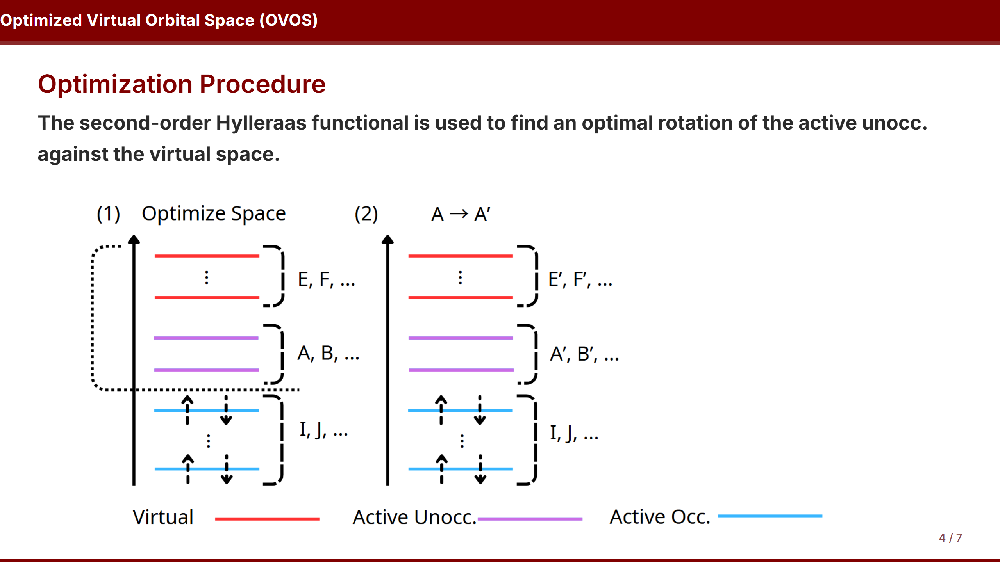 Optimized Virtual Orbital Space (OVOS)
Optimization Procedure
The second-order Hylleraas functional is used to find an optimal rotation of the active unocc.
against the virtual space.
(1) Optimize Space
(2) A → A’
E, F, ...
A, B, ...
I, J, ...
E’, F’, ...
A’, B’, ...
I, J, ...
Virtual
Active Unocc.
Active Occ.
4 / 7